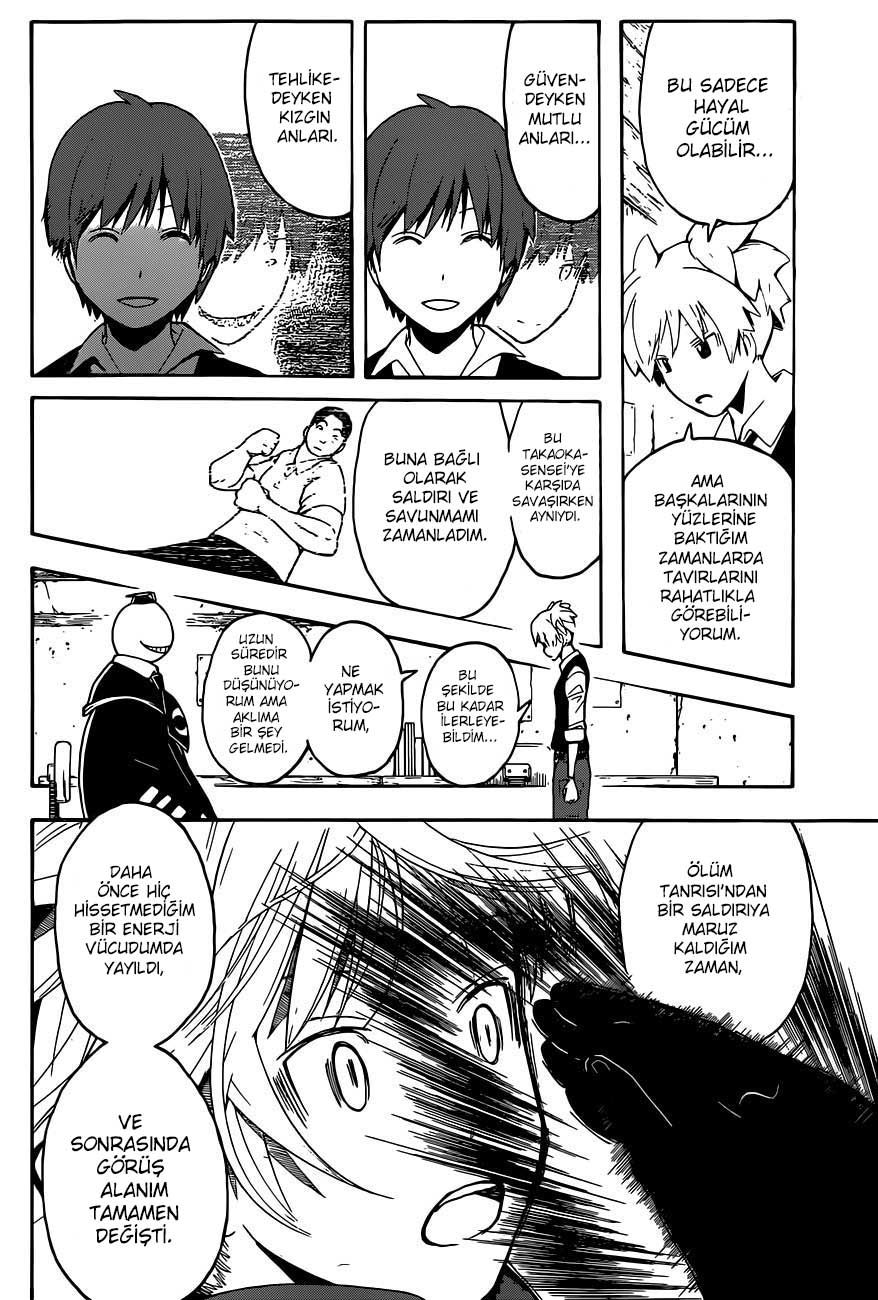 BU SADECE
HAYAL
GÜCÜM
OLABİLİR...
AMA
BAŞKALARININ
YÜZLERİNE
BAKTIĞIM
ZAMANLARDA
TAVIRLARINI
RAHATLIKLA
GÖREBİLİ-
YORUM.
GÜVEN-
DEYKEN
MUTLU
ANLARI...
TEHLİKE-
DEYKEN
KIZGIN
ANLARI.
BU
TAKAOKA-
SENSEİ'YE
KARŞIDA
SAVAŞIRKEN
AYNIYDI.
BUNA BAĞLI
OLARAK
SALDIRI VE
SAVUNMAMI
ZAMANLADIM.
BU
ŞEKİLDE
BU KADAR
İLERLEYE-
BİLDİM...
NE
YAPMAK
İSTİYO-
RUM,
UZUN
SÜREDİR
BUNU
DÜŞÜNÜYO-
RUM AMA
AKLIMA
BİR ŞEY
GELMEDİ.
ÖLÜM
TANRISI'NDAN
BİR SALDIRIYA
MARUZ
KALDIĞIM
ZAMAN,
DAHA
ÖNCE HİÇ
HİSSETMEDİĞİM
BİR ENERJİ
VÜCUDUMDA
YAYILDI,
VE
SONRASINDA
GÖRÜŞ
ALANIM
TAMAMEN
DEĞİŞTİ.